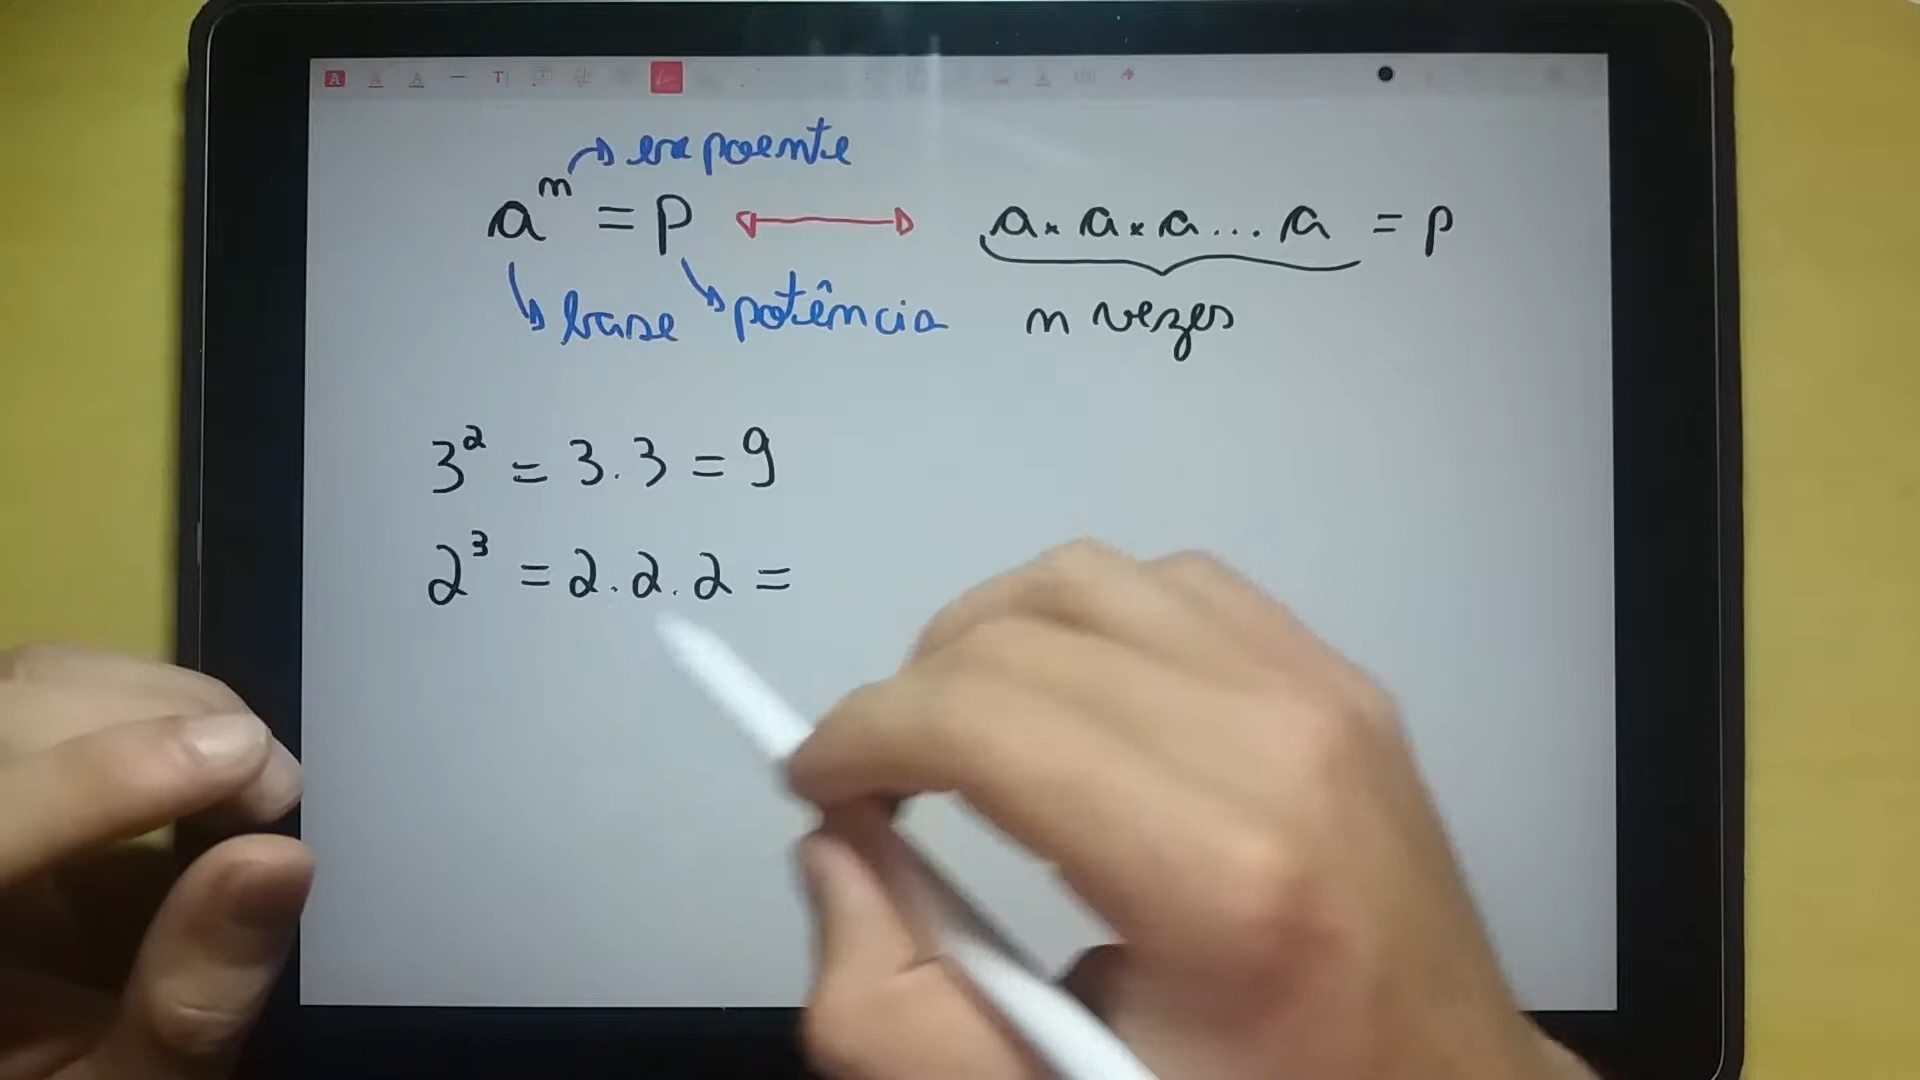 expoente
aⁿ = p ↔ a × a × a ... a = p
base potência n vezes
3² = 3 . 3 = 9
2³ = 2 . 2 . 2 =